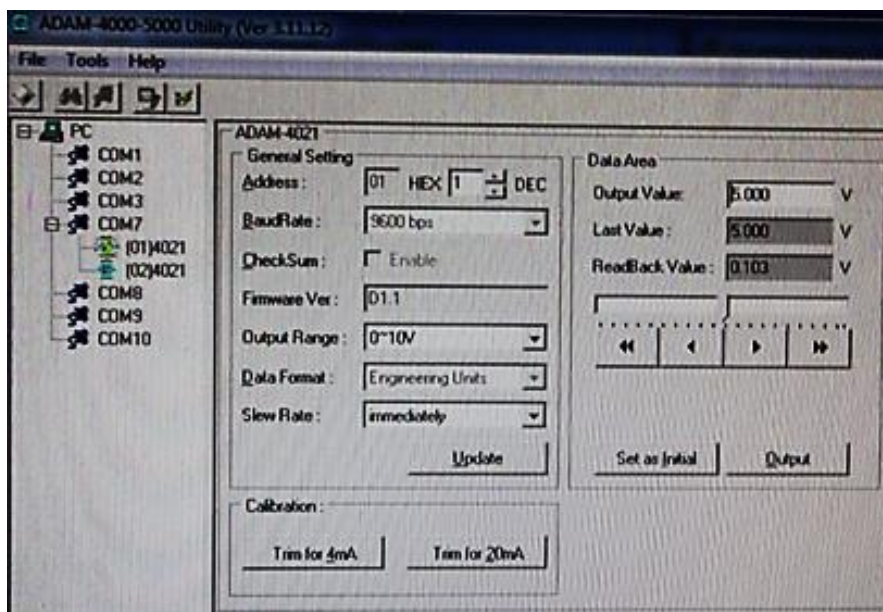 ADAM-4000-5000 Utility (Ver 3.11.12)
File Tools Help
PC
COM1
COM2
COM3
COM7
(01)4021
(02)4021
COM8
COM9
COM10
ADAM-4021
General Setting
Address : 01 HEX 1 DEC
BaudRate : 9600 bps
CheckSum : Enable
Firmware Ver : D1.1
Output Range : 0~10V
Data Format : Engineering Units
Slew Rate : immediately
Update
Calibration :
Trim for 4mA Trim for 20mA
Data Area
Output Value: 5.000 V
Last Value : 5.000 V
ReadBack Value : 0.103 V
Set as Initial Output